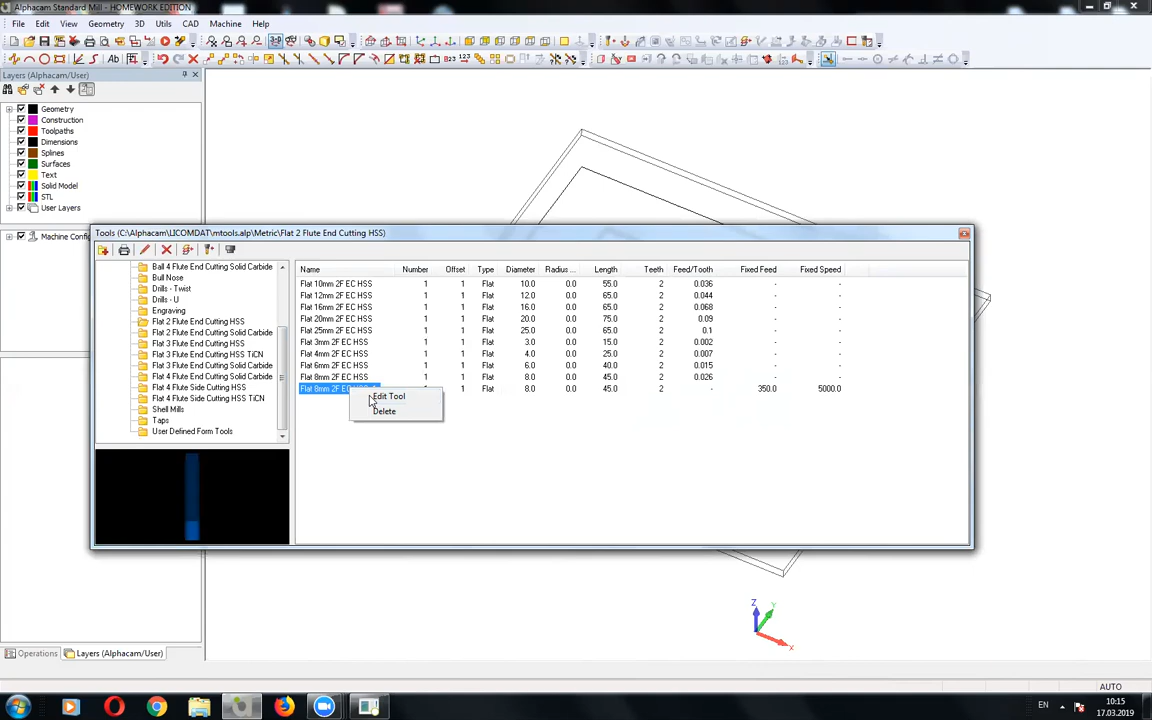 Alphacam Standard Mill - HOMEWORK EDITION
File Edit View Geometry 3D Utils CAD Machine Help
Layers (Alphacam/User)
Geometry
Construction
Toolpaths
Dimensions
Splines
Surfaces
Text
Solid Model
STL
User Layers
Machine Config
Tools (C:\Alphacam\LICOMDAT\mtools.alp\Metric\Flat 2 Flute End Cutting HSS)
Ball 4 Flute End Cutting Solid Carbide
Bull Nose
Drills - Twist
Drills - U
Engraving
Flat 2 Flute End Cutting HSS
Flat 2 Flute End Cutting Solid Carbide
Flat 3 Flute End Cutting HSS
Flat 3 Flute End Cutting HSS TiCN
Flat 3 Flute End Cutting Solid Carbide
Flat 4 Flute End Cutting Solid Carbide
Flat 4 Flute Side Cutting HSS
Flat 4 Flute Side Cutting HSS TiCN
Shell Mills
Taps
User Defined Form Tools
Name Number Offset Type Diameter Radius ... Length Teeth Feed/Tooth Fixed Feed Fixed Speed
Flat 10mm 2F EC HSS 1 1 Flat 10.0 0.0 55.0 2 0.036 - -
Flat 12mm 2F EC HSS 1 1 Flat 12.0 0.0 65.0 2 0.044 - -
Flat 16mm 2F EC HSS 1 1 Flat 16.0 0.0 65.0 2 0.068 - -
Flat 20mm 2F EC HSS 1 1 Flat 20.0 0.0 75.0 2 0.09 - -
Flat 25mm 2F EC HSS 1 1 Flat 25.0 0.0 65.0 2 0.1 - -
Flat 3mm 2F EC HSS 1 1 Flat 3.0 0.0 15.0 2 0.002 - -
Flat 4mm 2F EC HSS 1 1 Flat 4.0 0.0 25.0 2 0.007 - -
Flat 6mm 2F EC HSS 1 1 Flat 6.0 0.0 40.0 2 0.015 - -
Flat 8mm 2F EC HSS 1 1 Flat 8.0 0.0 45.0 2 0.026 - -
Flat 8mm 2F EC 1 Flat 8.0 0.0 45.0 2 - 350.0 5000.0
Edit Tool
Delete
Z
Y
X
Operations Layers (Alphacam/User)
AUTO
EN
10:15
17.03.2019